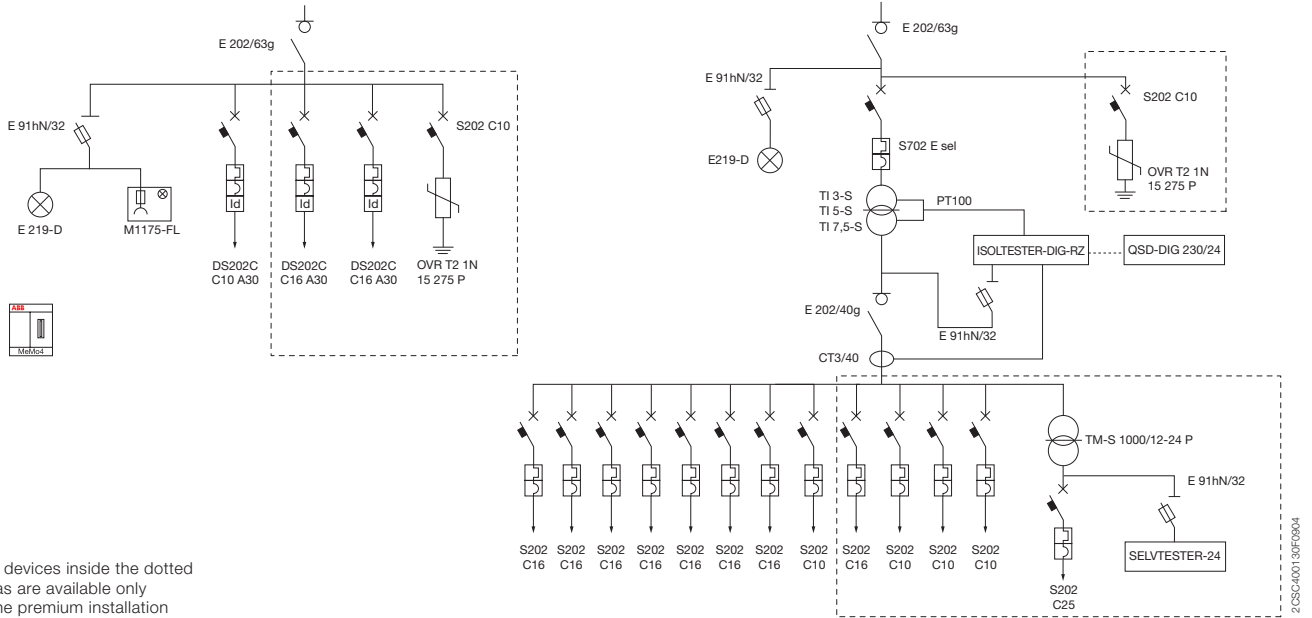 E 202/63g
E 91hN/32
S202 C10
Id
Id
Id
E 219-D
M1175-FL
DS202C
C10 A30
DS202C
C16 A30
DS202C
C16 A30
OVR T2 1N
15 275 P
ABB
MeMo4
devices inside the dotted
as are available only
ne premium installation
E 202/63g
E 91hN/32
S202 C10
S702 E sel
E219-D
OVR T2 1N
15 275 P
TI 3-S
TI 5-S
TI 7,5-S
PT100
ISOLTESTER-DIG-RZ
QSD-DIG 230/24
E 202/40g
E 91hN/32
CT3/40
TM-S 1000/12-24 P
E 91hN/32
SELVTESTER-24
S202
C16
S202
C16
S202
C16
S202
C16
S202
C16
S202
C16
S202
C16
S202
C10
S202
C16
S202
C10
S202
C10
S202
C10
S202
C25
2CSC400130F0904